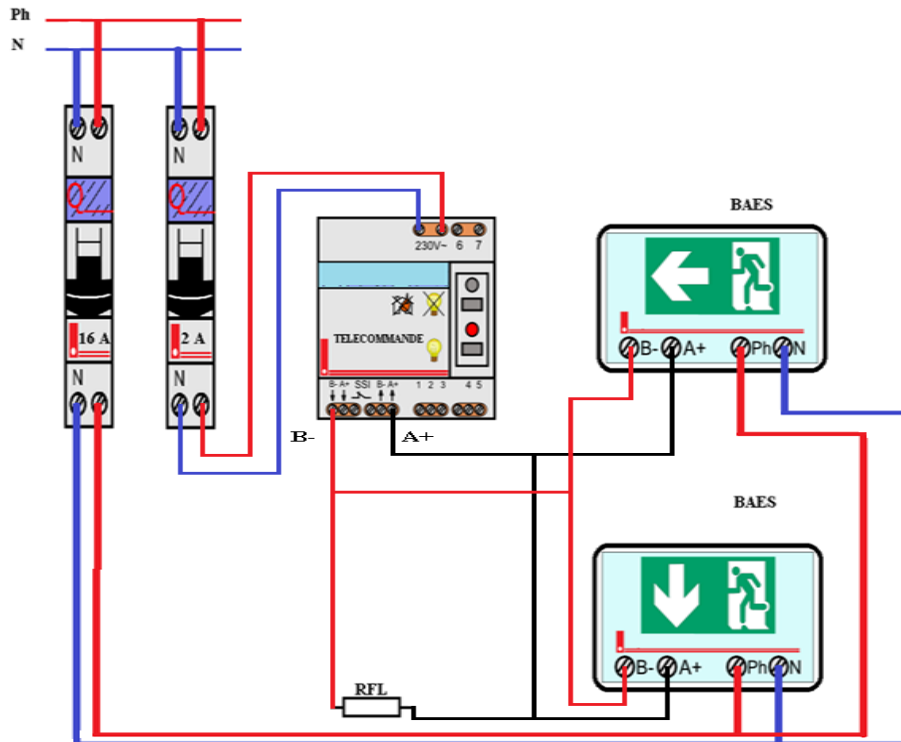 Ph
N
N N
16 A 2 A
N N
230V~ 6 7
TELECOMMANDE
B- A+ SSI B- A+ 1 2 3 4 5
B- A+
BAES
B- A+ Ph N
BAES
B- A+ Ph N
RFL